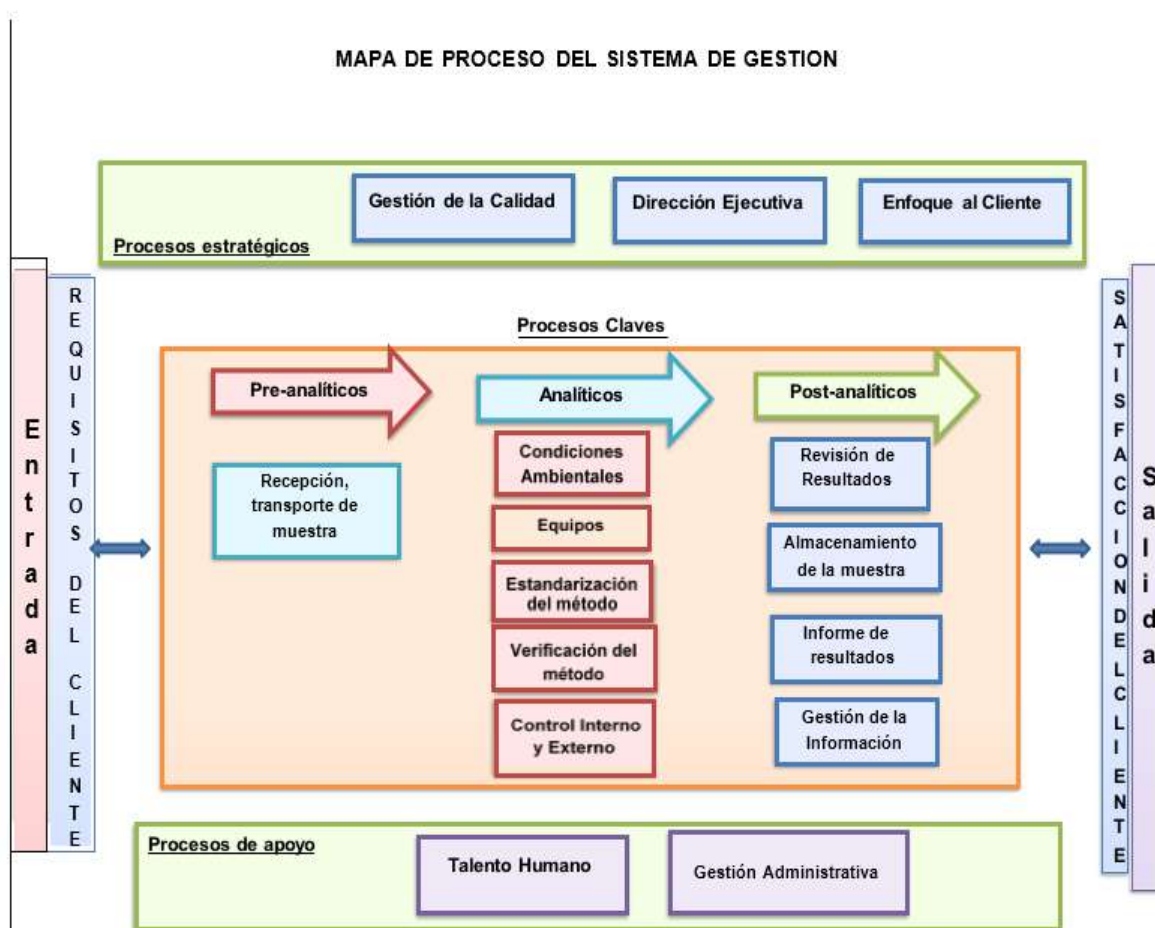 MAPA DE PROCESO DEL SISTEMA DE GESTION
Gestión de la Calidad
Dirección Ejecutiva
Enfoque al Cliente
Procesos estratégicos
Entrada
REQUISITOS DEL CLIENTE
Procesos Claves
Pre-analíticos
Analíticos
Post-analíticos
Recepción,
transporte de
muestra
Condiciones
Ambientales
Equipos
Estandarización
del método
Verificación del
método
Control Interno
y Externo
Revisión de
Resultados
Almacenamiento
de la muestra
Informe de
resultados
Gestión de la
Información
SATISFACCION DEL CLIENTE
Salida
Procesos de apoyo
Talento Humano
Gestión Administrativa